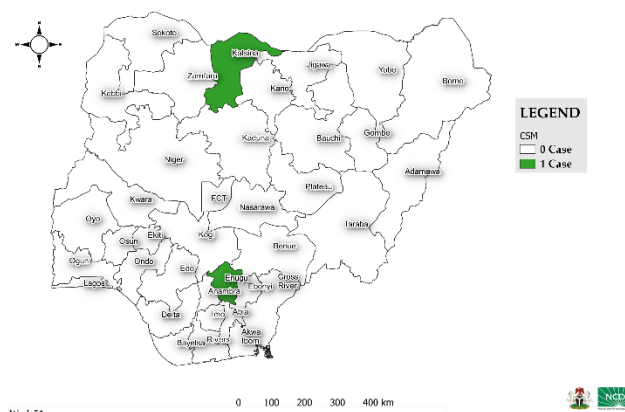 Sokoto
Katsina
Zamfara
Jigawa
Yobe
Borno
Kebbi
Kano
Kaduna
Bauchi
Gombe
Niger
Adamawa
Plateau
FCT
Nasarawa
Kwara
Taraba
Oyo
Kogi
Ekiti
Osun
Benue
Ogun
Ondo
Edo
Enugu
Ebonyi
Cross
River
Lagos
Anambra
Delta
Imo
Abia
Akwa
Ibom
Bayelsa
Rivers
LEGEND
CSM
0 Case
1 Case
0 100 200 300 400 km
NCD